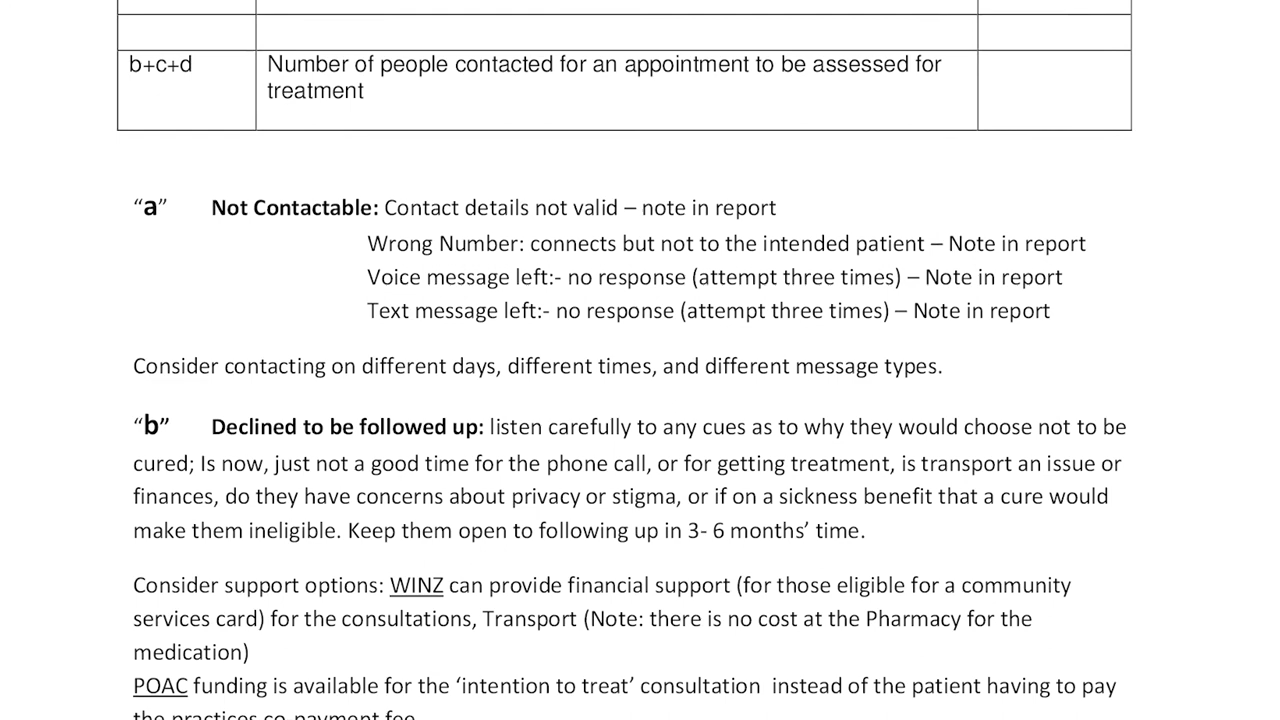 b+c+d Number of people contacted for an appointment to be assessed for
treatment
“a” Not Contactable: Contact details not valid – note in report
Wrong Number: connects but not to the intended patient – Note in report
Voice message left:- no response (attempt three times) – Note in report
Text message left:- no response (attempt three times) – Note in report
Consider contacting on different days, different times, and different message types.
“b” Declined to be followed up: listen carefully to any cues as to why they would choose not to be
cured; Is now, just not a good time for the phone call, or for getting treatment, is transport an issue or
finances, do they have concerns about privacy or stigma, or if on a sickness benefit that a cure would
make them ineligible. Keep them open to following up in 3- 6 months’ time.
Consider support options: WINZ can provide financial support (for those eligible for a community
services card) for the consultations, Transport (Note: there is no cost at the Pharmacy for the
medication)
POAC funding is available for the ‘intention to treat’ consultation  instead of the patient having to pay
the practices co-payment fee